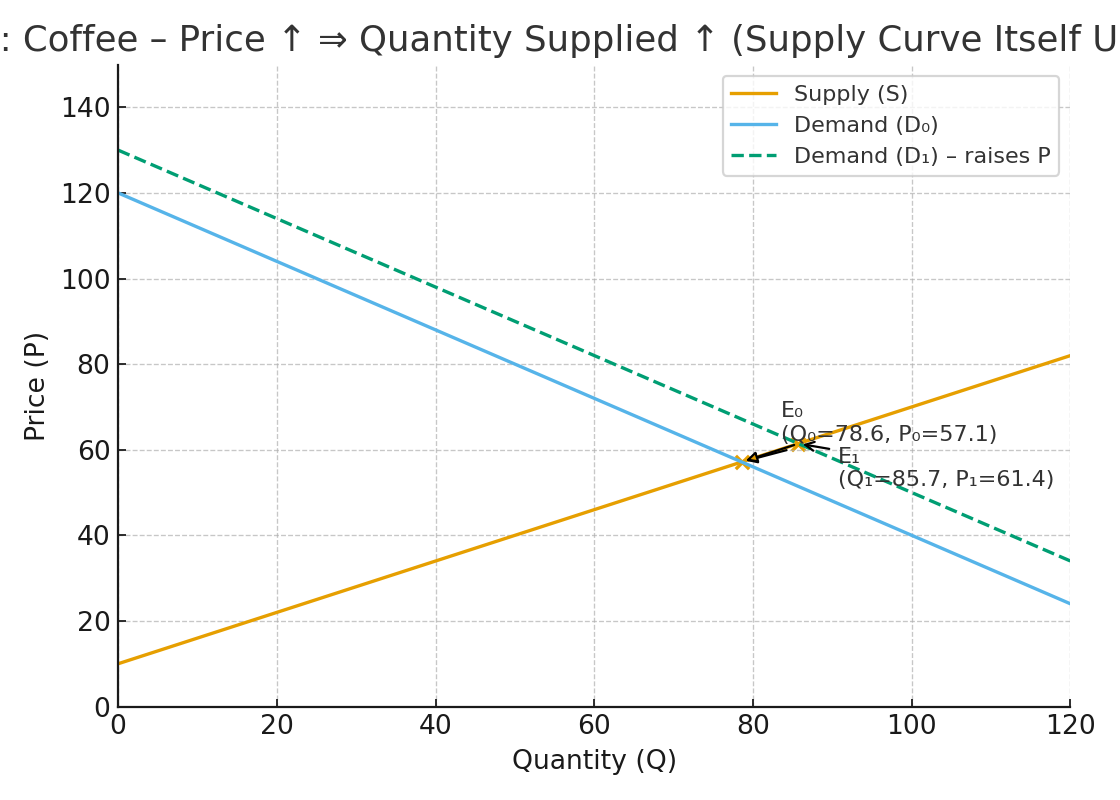 : Coffee – Price ↑ ⇒ Quantity Supplied ↑ (Supply Curve Itself U
Supply (S)
Demand (D₀)
Demand (D₁) – raises P
Price (P)
140
120
100
80
60
40
20
0
E₀
(Q₀=78.6, P₀=57.1)
E₁
(Q₁=85.7, P₁=61.4)
0 20 40 60 80 100 120
Quantity (Q)